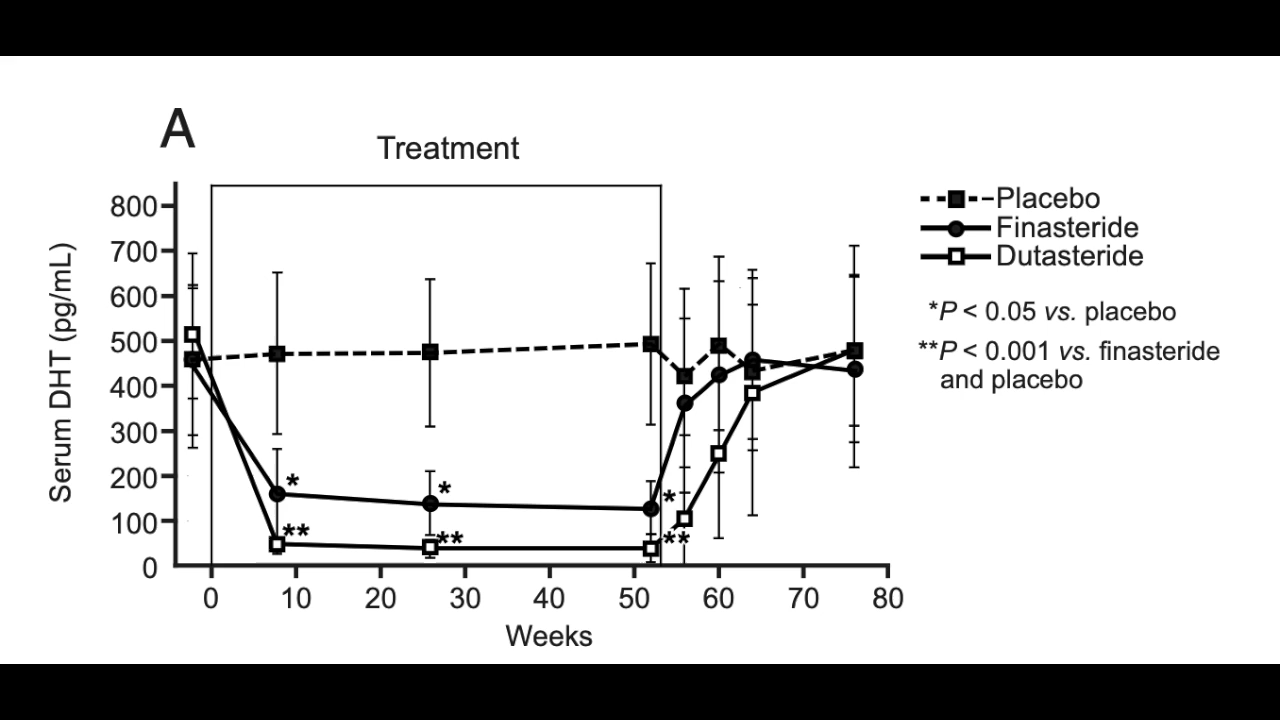 A
Treatment
800
700
600
500
400
300
200
100
0
Serum DHT (pg/mL)
*
**
*
**
*
**
0 10 20 30 40 50 60 70 80
Weeks
Placebo
Finasteride
Dutasteride
*P < 0.05 vs. placebo
**P < 0.001 vs. finasteride
and placebo